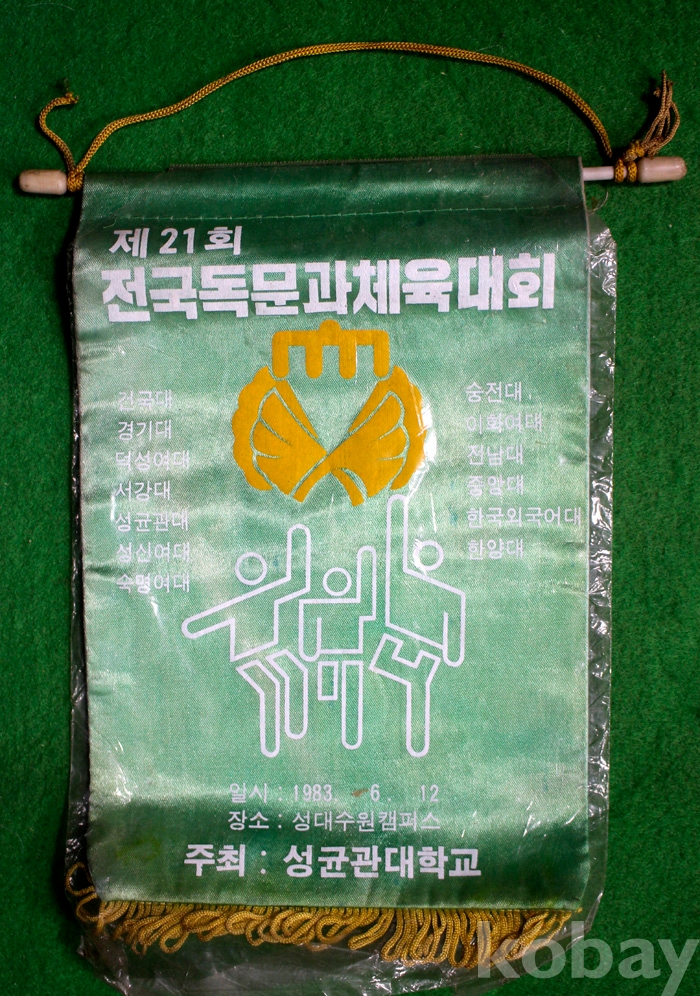 제 21 회
전국독문과체육대회
건국대
경기대
덕성여대
서강대
성균관대
성신여대
숙명여대
숭전대
이화여대
전남대
중앙대
한국외국어대
한양대
일시 : 1983. 6. 12
장소 : 성대수원캠퍼스
주최 : 성균관대학교
kobay